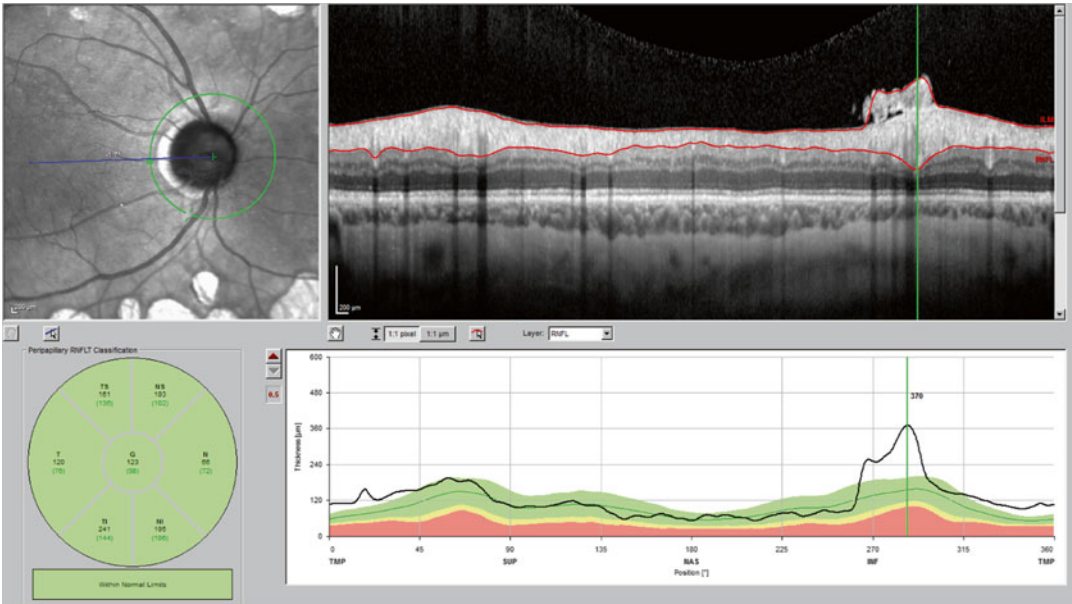 200 µm
ILM
RNFL
200 µm
1:1 pixel
1:1 µm
Layer:
RNFL
Peripapillary RNFLT Classification
TS
161
NS
103
(102)
T
120
(76)
G
123
(98)
N
66
(72)
TI
241
(144)
NI
Within Normal Limits
0.5
Thickness [µm]
600
480
360
240
120
0
370
0
45
90
135
180
225
270
315
360
TMP
SUP
NAS
INF
TMP
Position [°]